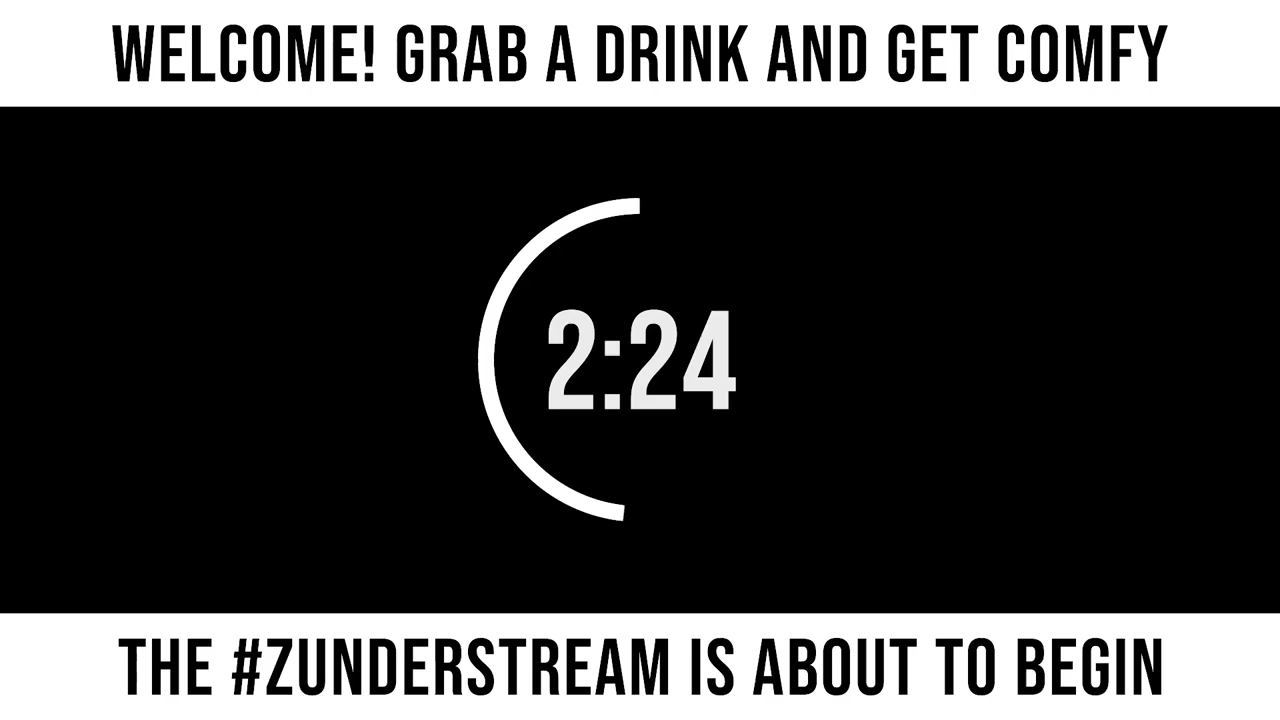 WELCOME! GRAB A DRINK AND GET COMFY
2:24
THE #ZUNDERSTREAM IS ABOUT TO BEGIN